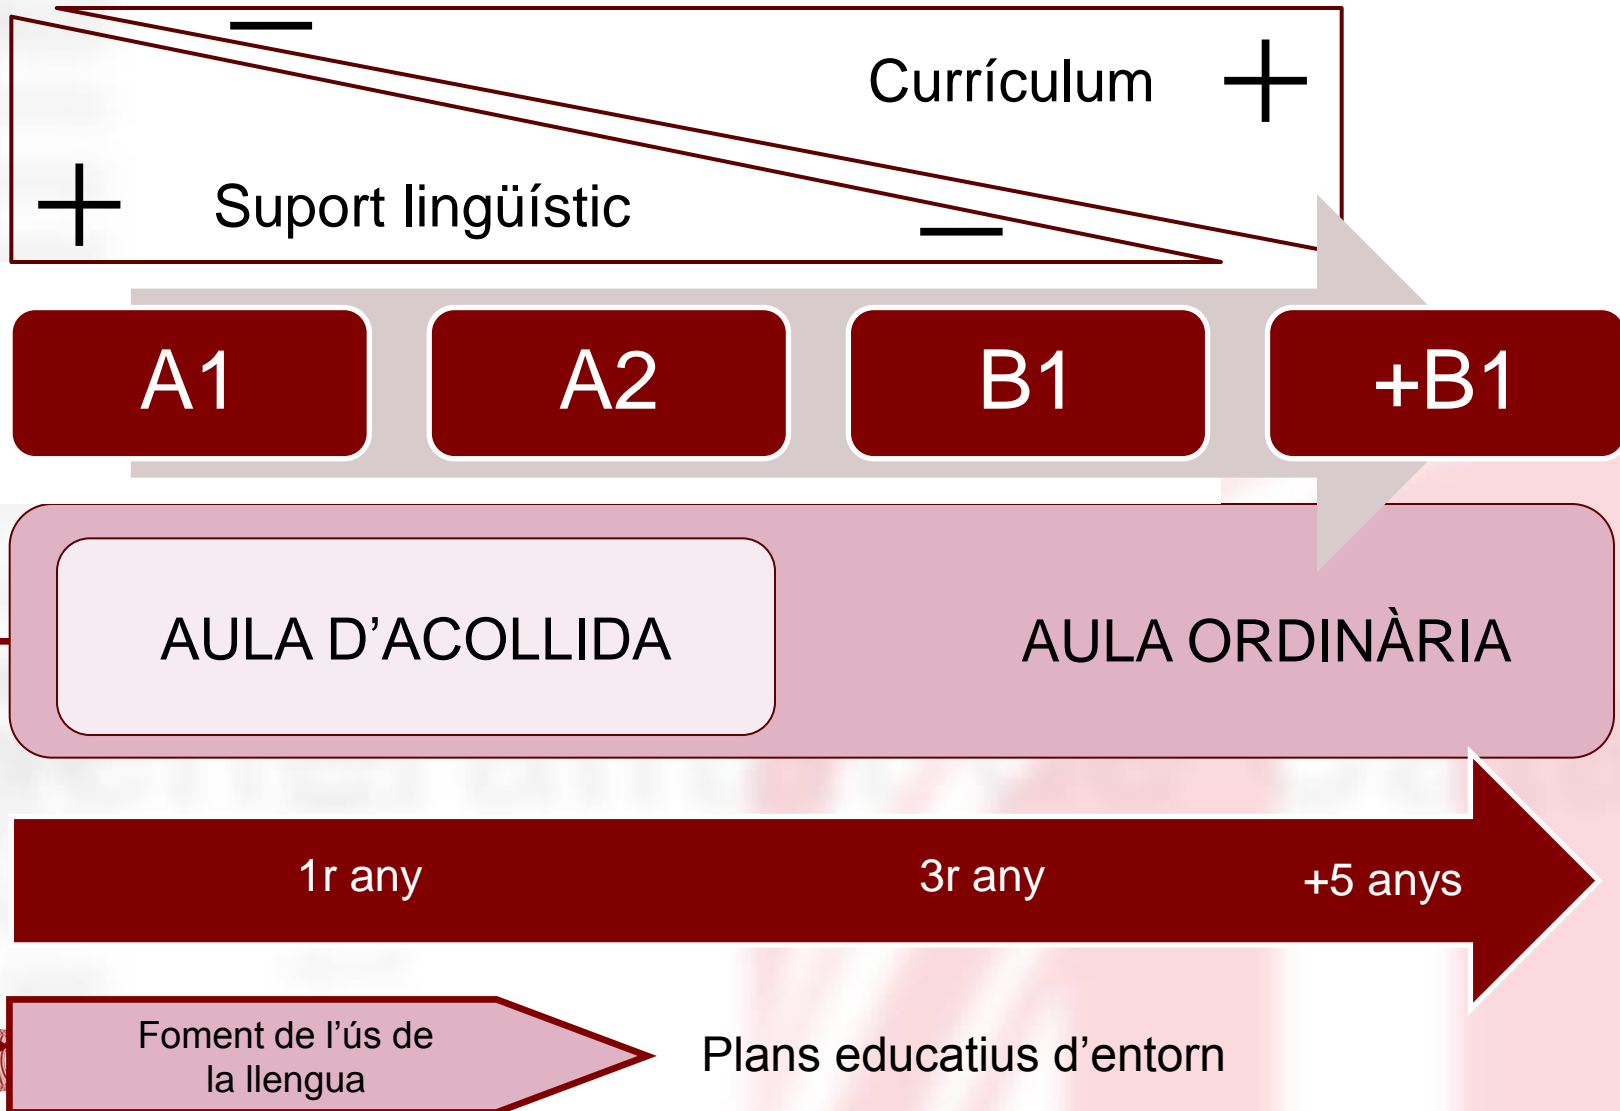 −
Currículum +
+ Suport lingüístic −
A1 A2 B1 +B1
AULA D’ACOLLIDA AULA ORDINÀRIA
1r any 3r any +5 anys
Foment de l’ús de
la llengua
Plans educatius d’entorn